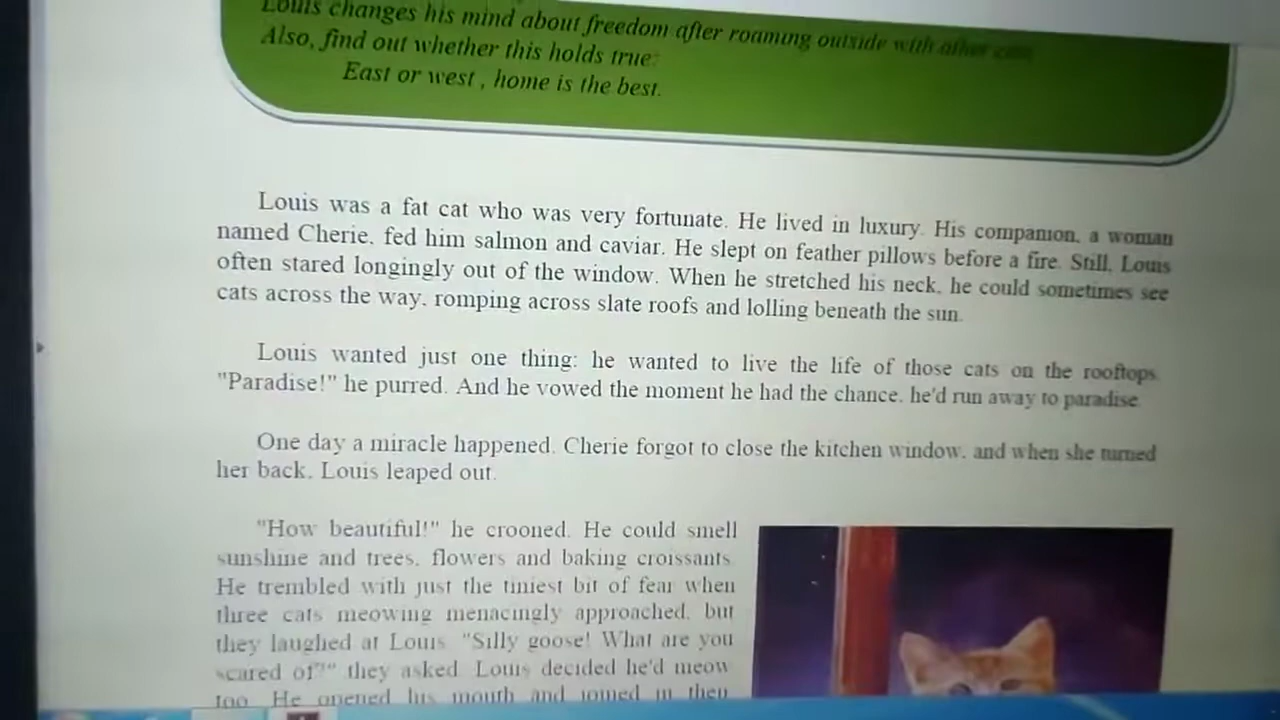 Louis changes his mind about freedom after roaming outside with other
Also, find out whether this holds true:
East or west , home is the best.
Louis was a fat cat who was very fortunate. He lived in luxury. His companion, a woman
named Cherie, fed him salmon and caviar. He slept on feather pillows before a fire. Still, Louis
often stared longingly out of the window. When he stretched his neck, he could sometimes see
cats across the way, romping across slate roofs and lolling beneath the sun.
Louis wanted just one thing: he wanted to live the life of those cats on the rooftops.
"Paradise!" he purred. And he vowed the moment he had the chance, he'd run away to paradise.
One day a miracle happened. Cherie forgot to close the kitchen window, and when she turned
her back, Louis leaped out.
"How beautiful!" he crooned. He could smell
sunshine and trees, flowers and baking croissants.
He trembled with just the tiniest bit of fear when
three cats meowing menacingly approached, but
they laughed at Louis. "Silly goose! What are you
scared of?" they asked. Louis decided he'd meow
too. He opened his mouth and joined in their